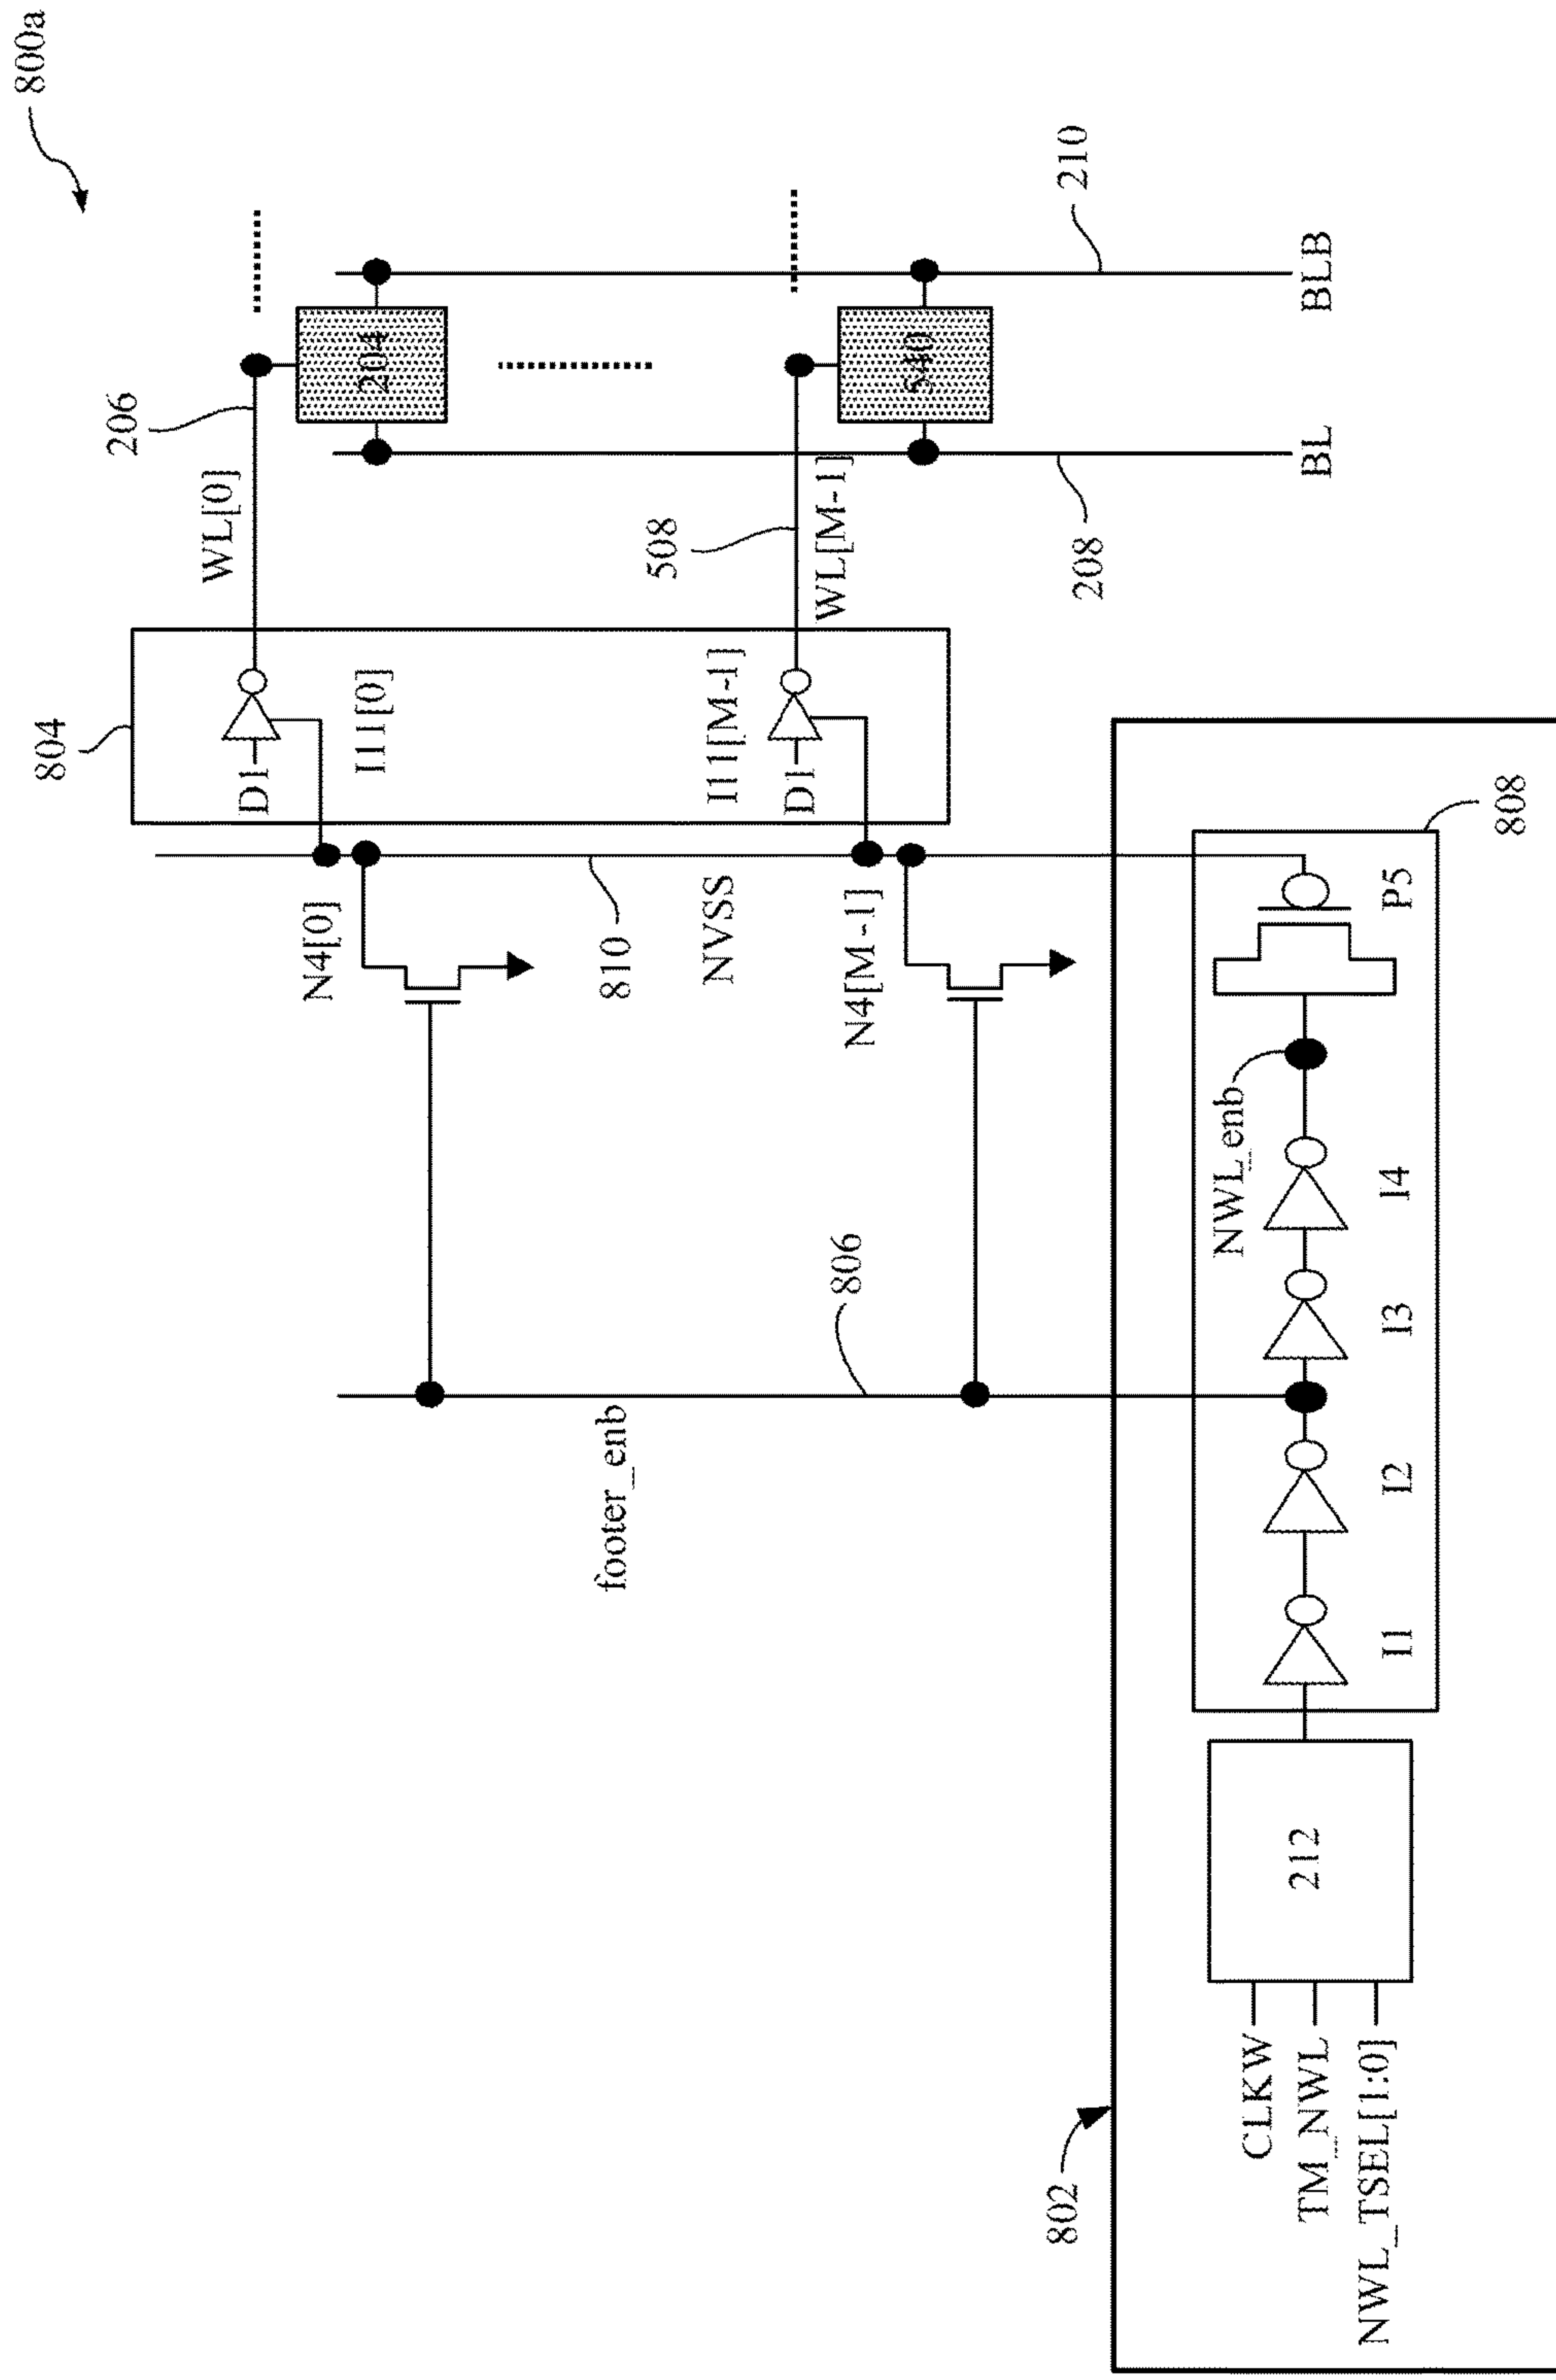 800a
804
206
WL[0]
D1
I11[0]
204
N4[0]
810
NVSS
508
WL[M-1]
I11[M-1]
D1
N4[M-1]
540
210
208
BL
BLB
footer_enb
806
802
CLKW
TM_NWL
NWL_TSEL[1:0]
212
I1
I2
I3
I4
NWL_enb
P5
808